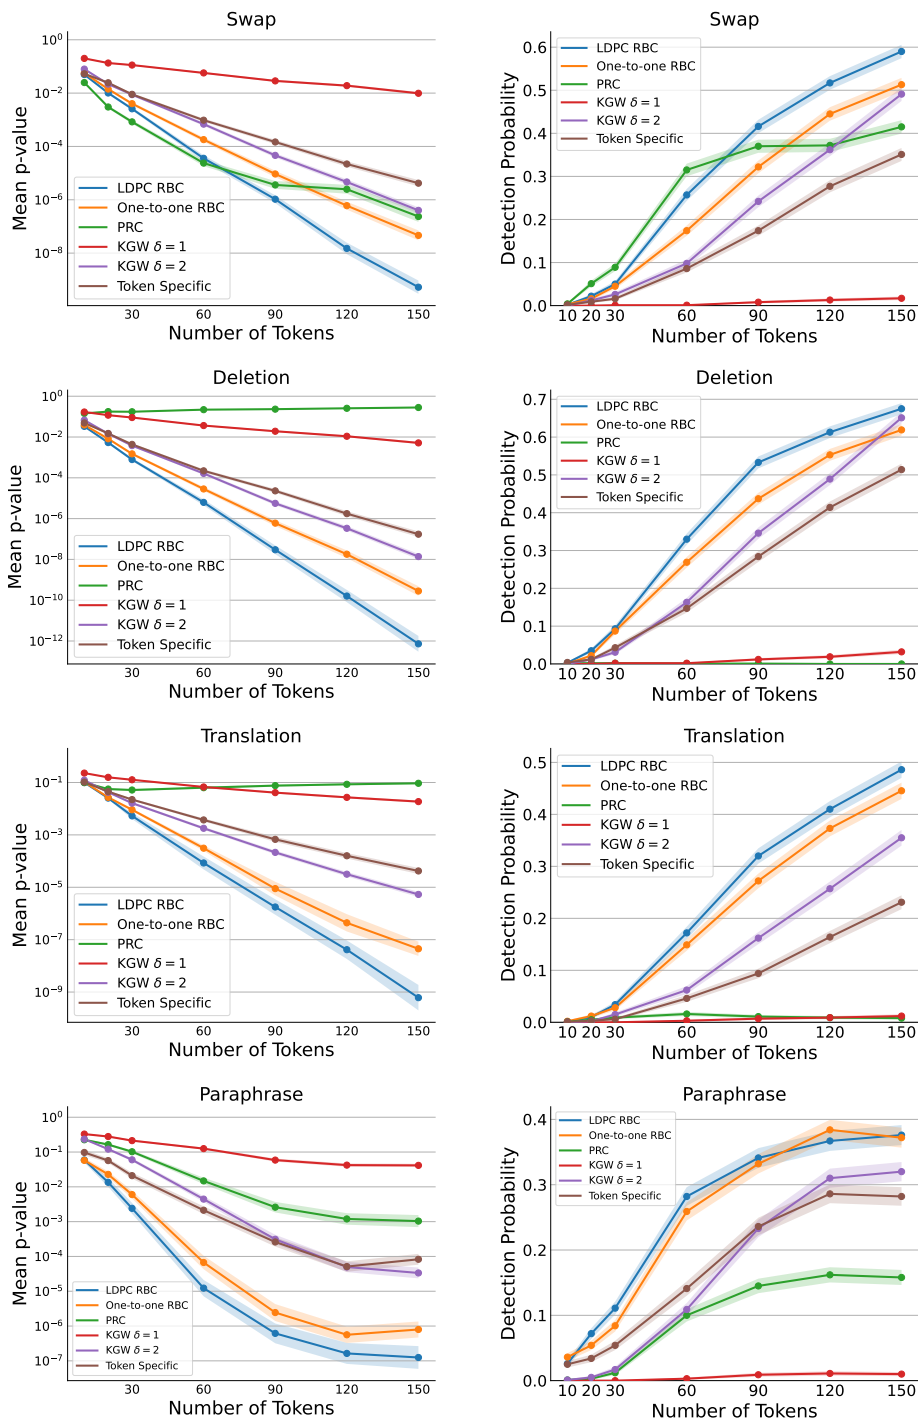 Swap
Mean p-value
10⁰
10⁻²
10⁻⁴
10⁻⁶
10⁻⁸
LDPC RBC
One-to-one RBC
PRC
KGW δ = 1
KGW δ = 2
Token Specific
30 60 90 120 150
Number of Tokens
Swap
Detection Probability
0.6
0.5
0.4
0.3
0.2
0.1
0.0
LDPC RBC
One-to-one RBC
PRC
KGW δ = 1
KGW δ = 2
Token Specific
10 20 30 60 90 120 150
Number of Tokens
Deletion
Mean p-value
10⁰
10⁻²
10⁻⁴
10⁻⁶
10⁻⁸
10⁻¹⁰
10⁻¹²
LDPC RBC
One-to-one RBC
PRC
KGW δ = 1
KGW δ = 2
Token Specific
30 60 90 120 150
Number of Tokens
Deletion
Detection Probability
0.7
0.6
0.5
0.4
0.3
0.2
0.1
0.0
LDPC RBC
One-to-one RBC
PRC
KGW δ = 1
KGW δ = 2
Token Specific
10 20 30 60 90 120 150
Number of Tokens
Translation
Mean p-value
10⁻¹
10⁻³
10⁻⁵
10⁻⁷
10⁻⁹
LDPC RBC
One-to-one RBC
PRC
KGW δ = 1
KGW δ = 2
Token Specific
30 60 90 120 150
Number of Tokens
Translation
Detection Probability
0.5
0.4
0.3
0.2
0.1
0.0
LDPC RBC
One-to-one RBC
PRC
KGW δ = 1
KGW δ = 2
Token Specific
10 20 30 60 90 120 150
Number of Tokens
Paraphrase
Mean p-value
10⁰
10⁻¹
10⁻²
10⁻³
10⁻⁴
10⁻⁵
10⁻⁶
10⁻⁷
LDPC RBC
One-to-one RBC
PRC
KGW δ = 1
KGW δ = 2
Token Specific
30 60 90 120 150
Number of Tokens
Paraphrase
Detection Probability
0.4
0.3
0.2
0.1
0.0
LDPC RBC
One-to-one RBC
PRC
KGW δ = 1
KGW δ = 2
Token Specific
10 20 30 60 90 120 150
Number of Tokens